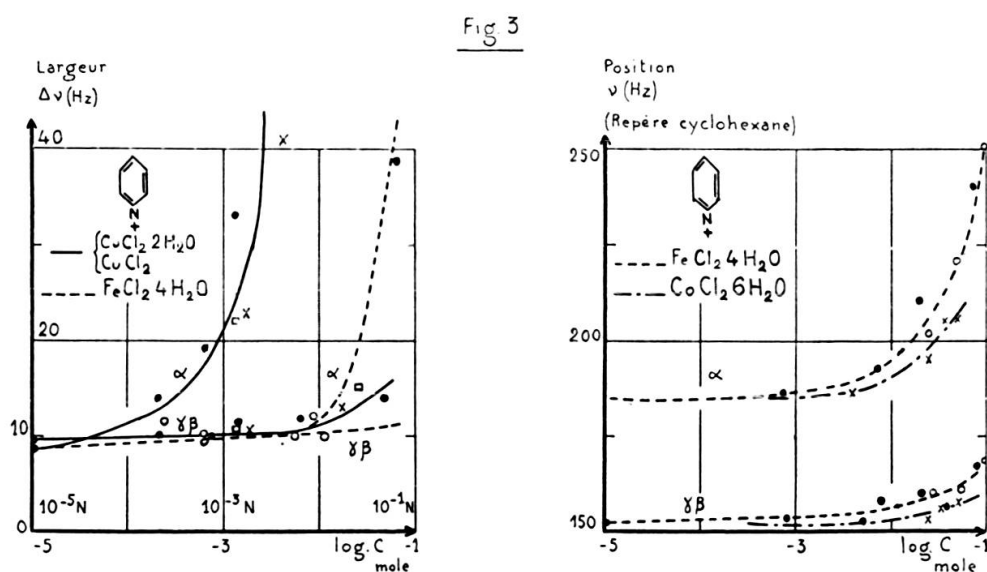 Fig. 3
Largeur
Δν (Hz)
40
N
+
CuCl₂ 2H₂O
CuCl₂
FeCl₂ 4H₂O
20
α
α
γβ
10
γβ
10⁻⁵N
10⁻³N
10⁻¹N
0
-5
-3
log. C
mole
-1
Position
ν (Hz)
(Repère cyclohexane)
250
N
+
FeCl₂ 4H₂O
CoCl₂ 6H₂O
200
α
γβ
150
-5
-3
log. C
mole
-1